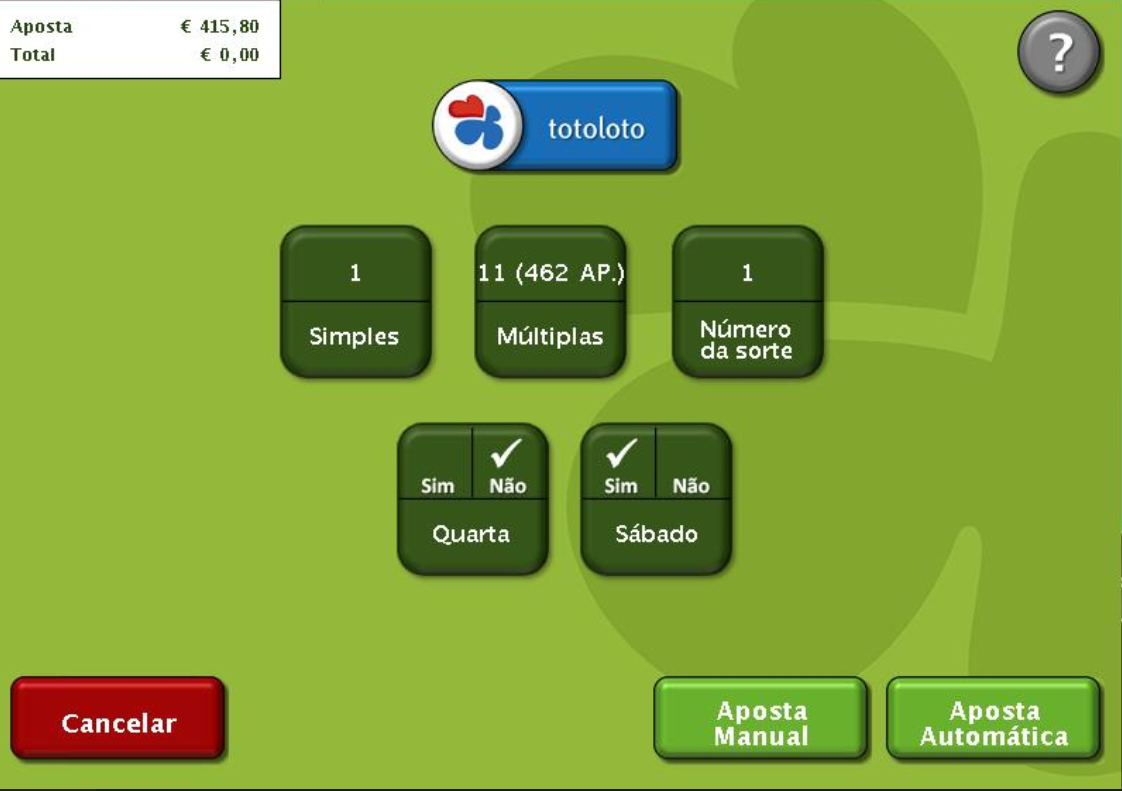 Aposta € 415,80
Total € 0,00
?
totoloto
1
Simples
11 (462 AP.)
Múltiplas
1
Número
da sorte
Sim Não
Quarta
Sim Não
Sábado
Cancelar
Aposta
Manual
Aposta
Automática